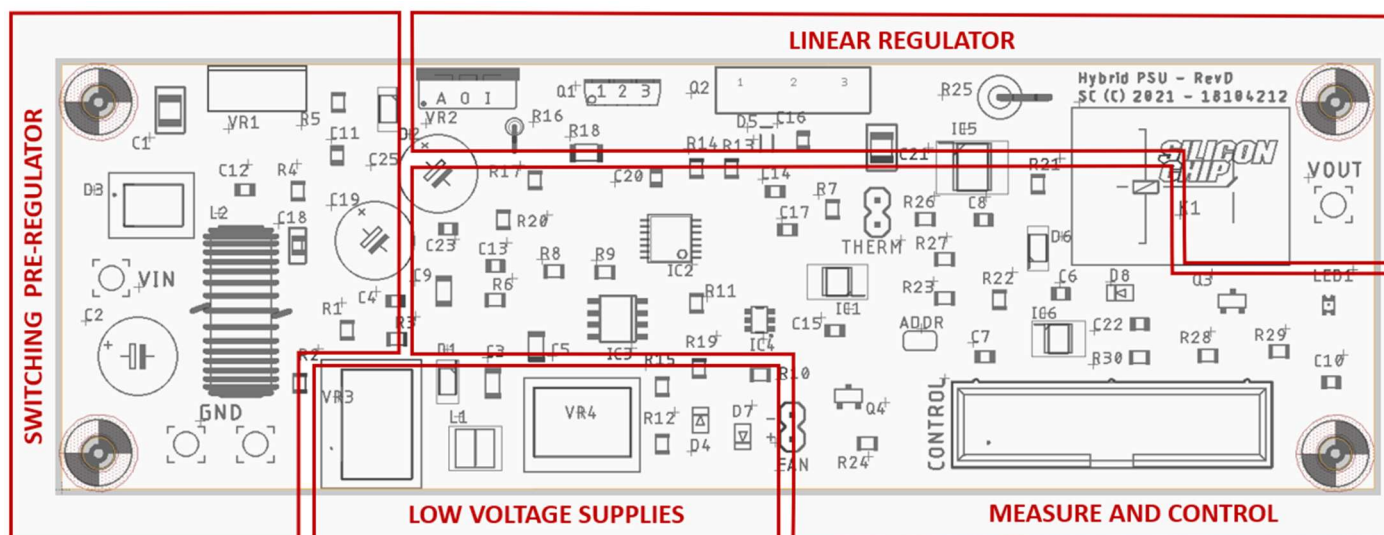 LINEAR REGULATOR
SWITCHING PRE-REGULATOR
Hybrid PSU - RevD
SC (C) 2021 - 18104212
C1
VR1
R5
C11
D2
VR2
A O I
Q1
1 2 3
Q2
1 2 3
R16
R18
D5
C16
R14
R13
C21
IC5
R25
R21
SILICON
CHIP
VOUT
K1
D3
C12
R4
C25
C19
L2
C18
R17
R20
C20
C14
C17
R7
THERM
R26
C8
R27
D6
C23
C13
R8
R9
IC2
VIN
C2
R1
C4
R3
C9
R6
IC3
R11
IC4
IC1
C15
R23
R22
ADDR
C6
D8
Q3
LED1
IC6
C22
C7
R30
R28
R29
C10
R2
GND
VR3
D1
C3
C5
L1
VR4
R15
R19
R10
R12
D4
D7
- +
FAN
Q4
R24
CONTROL
LOW VOLTAGE SUPPLIES
MEASURE AND CONTROL